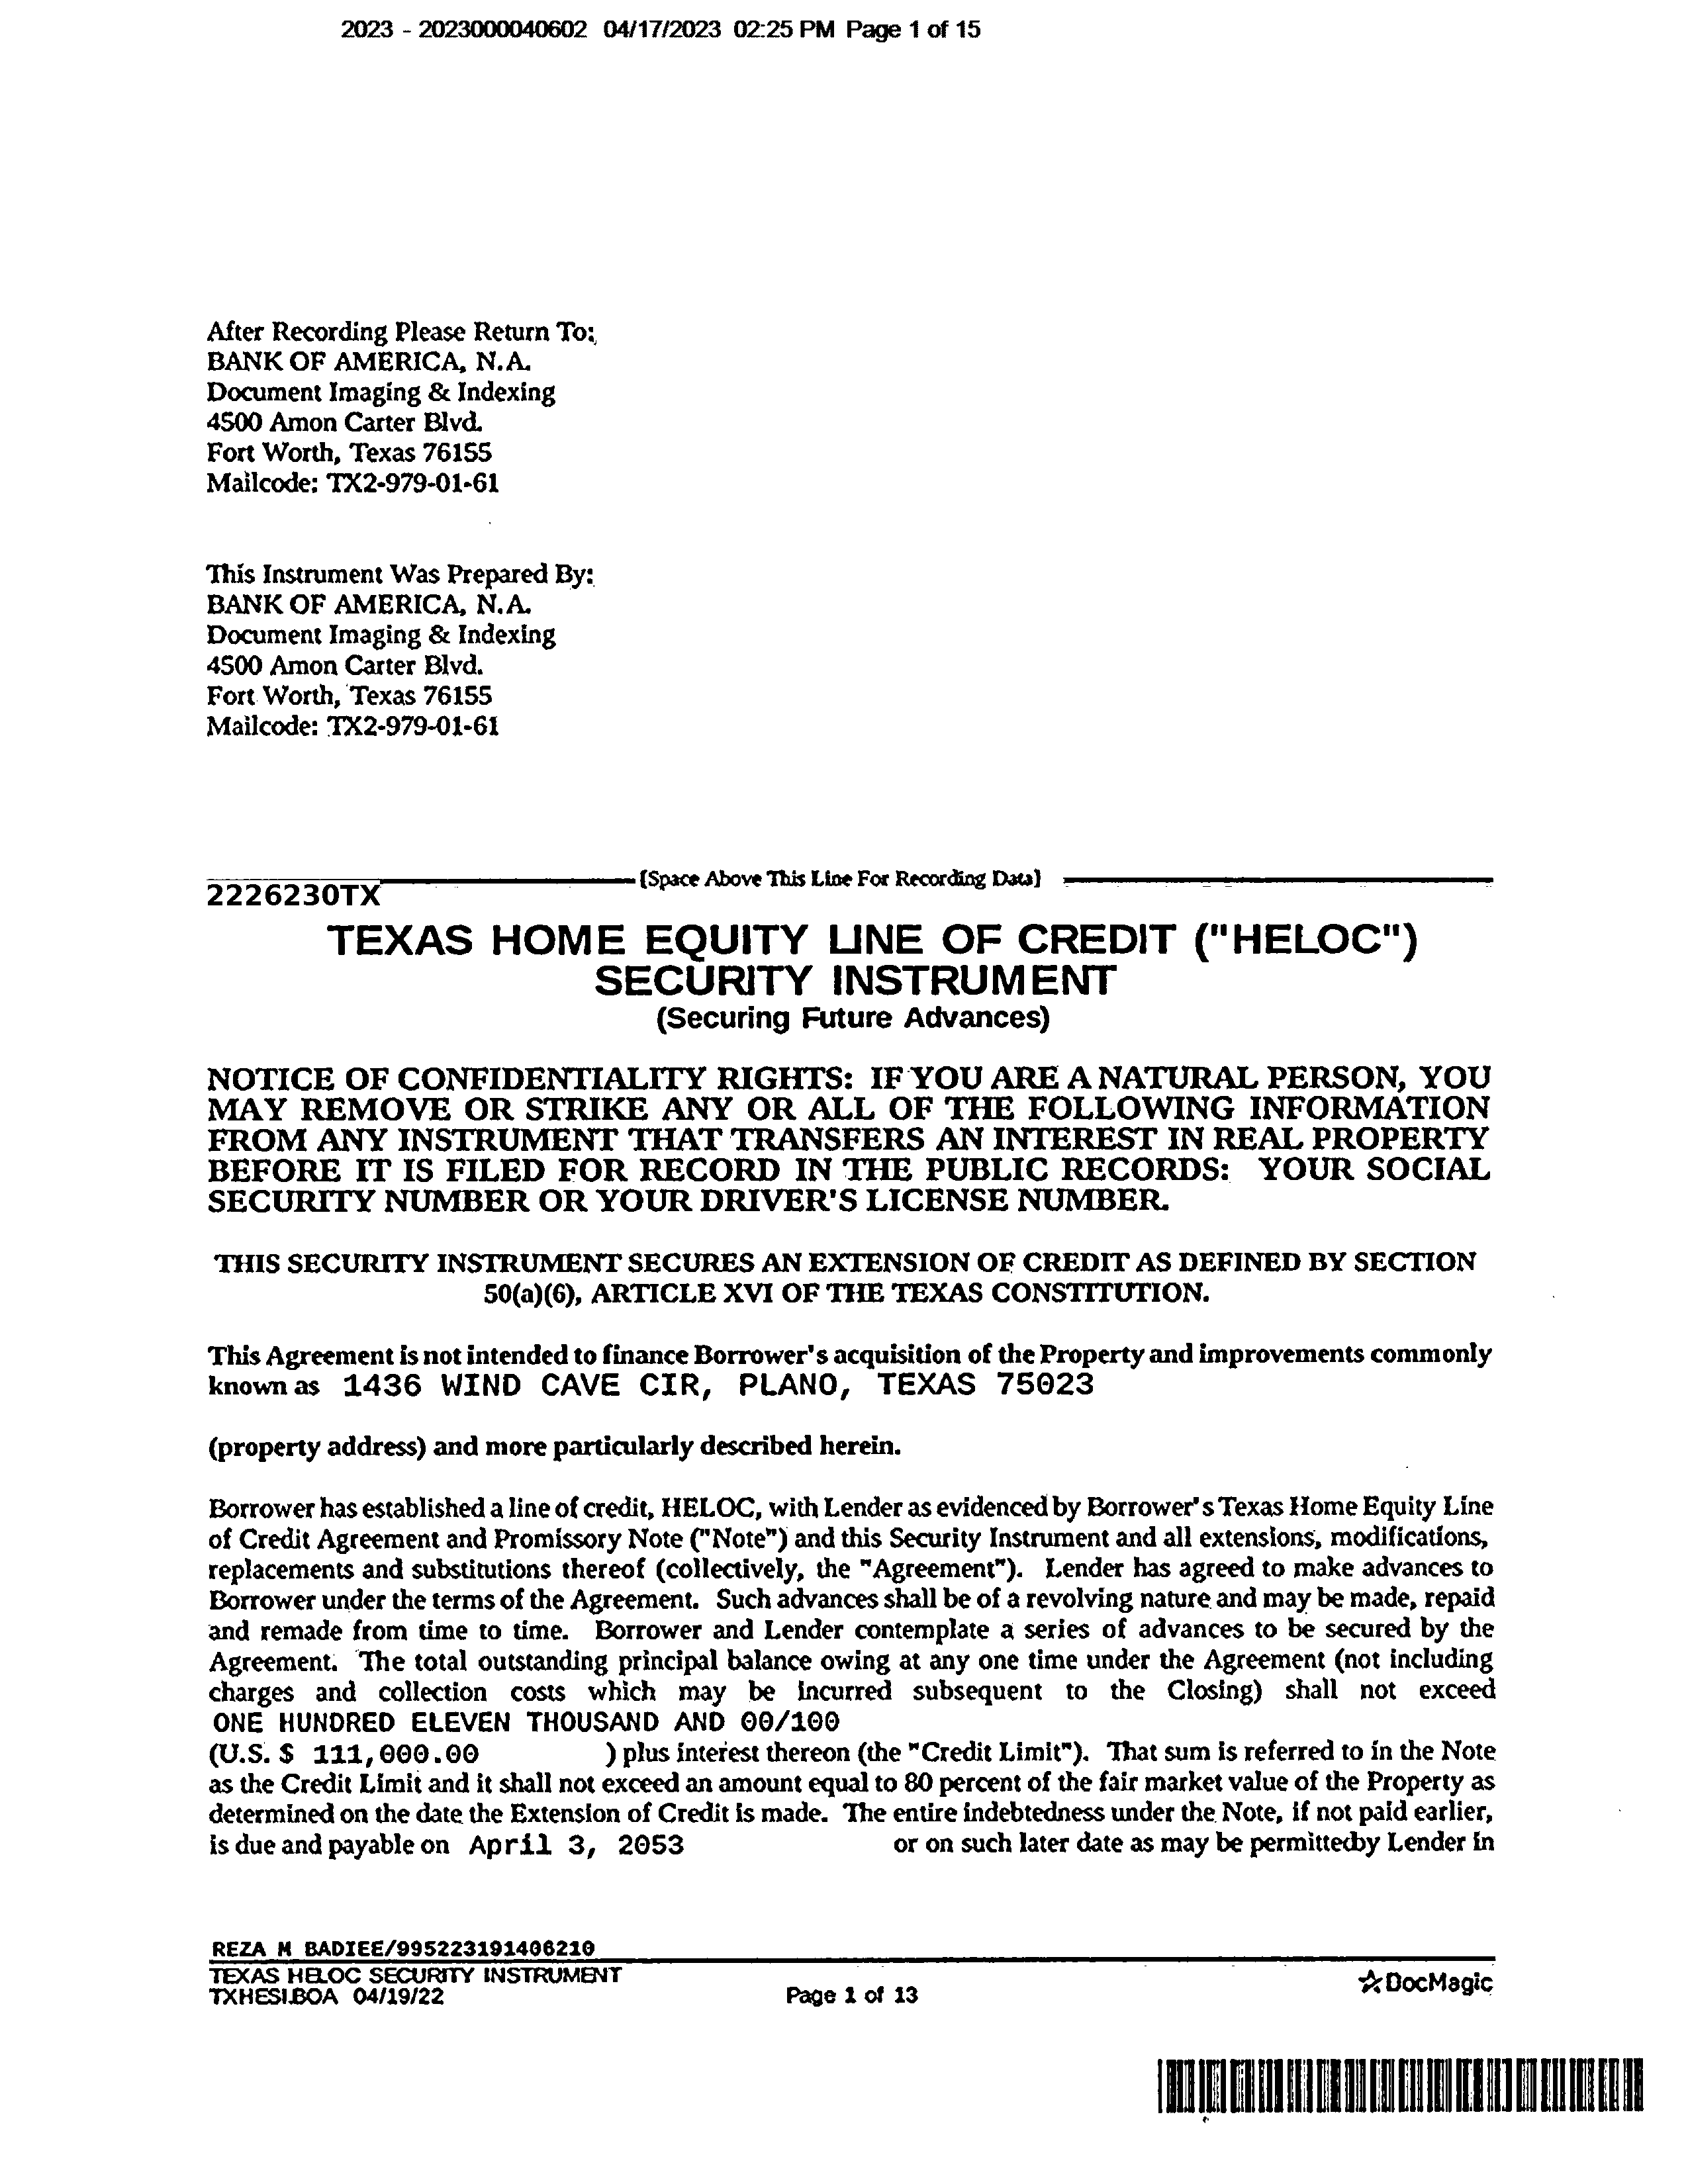 2023 - 2023000040602 04/17/2023 02:25 PM Page 1 of 15
After Recording Please Return To:
BANK OF AMERICA, N.A.
Document Imaging & Indexing
4500 Amon Carter Blvd.
Fort Worth, Texas 76155
Mailcode: TX2-979-01-61
This Instrument Was Prepared By:
BANK OF AMERICA, N.A.
Document Imaging & Indexing
4500 Amon Carter Blvd.
Fort Worth, Texas 76155
Mailcode: TX2-979-01-61
[Space Above This Line For Recording Data]
2226230TX
TEXAS HOME EQUITY LINE OF CREDIT ("HELOC")
SECURITY INSTRUMENT
(Securing Future Advances)
NOTICE OF CONFIDENTIALITY RIGHTS: IF YOU ARE A NATURAL PERSON, YOU
MAY REMOVE OR STRIKE ANY OR ALL OF THE FOLLOWING INFORMATION
FROM ANY INSTRUMENT THAT TRANSFERS AN INTEREST IN REAL PROPERTY
BEFORE IT IS FILED FOR RECORD IN THE PUBLIC RECORDS: YOUR SOCIAL
SECURITY NUMBER OR YOUR DRIVER'S LICENSE NUMBER.
THIS SECURITY INSTRUMENT SECURES AN EXTENSION OF CREDIT AS DEFINED BY SECTION
50(a)(6), ARTICLE XVI OF THE TEXAS CONSTITUTION.
This Agreement is not intended to finance Borrower's acquisition of the Property and improvements commonly
known as 1436 WIND CAVE CIR, PLANO, TEXAS 75023
(property address) and more particularly described herein.
Borrower has established a line of credit, HELOC, with Lender as evidenced by Borrower's Texas Home Equity Line
of Credit Agreement and Promissory Note ("Note") and this Security Instrument and all extensions, modifications,
replacements and substitutions thereof (collectively, the "Agreement"). Lender has agreed to make advances to
Borrower under the terms of the Agreement. Such advances shall be of a revolving nature and may be made, repaid
and remade from time to time. Borrower and Lender contemplate a series of advances to be secured by the
Agreement. The total outstanding principal balance owing at any one time under the Agreement (not including
charges and collection costs which may be incurred subsequent to the Closing) shall not exceed
ONE HUNDRED ELEVEN THOUSAND AND 00/100
(U.S. $ 111,000.00 ) plus interest thereon (the "Credit Limit"). That sum is referred to in the Note
as the Credit Limit and it shall not exceed an amount equal to 80 percent of the fair market value of the Property as
determined on the date the Extension of Credit is made. The entire indebtedness under the Note, if not paid earlier,
is due and payable on April 3, 2053 or on such later date as may be permittedby Lender in
REZA M BADIEE/995223191406210
TEXAS HELOC SECURITY INSTRUMENT
TXHESI.BOA 04/19/22
Page 1 of 13
DocMagic